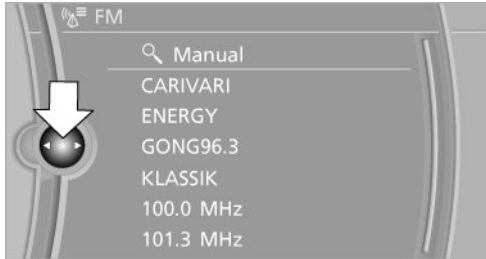 FM
Manual
CARIVARI
ENERGY
GONG96.3
KLASSIK
100.0 MHz
101.3 MHz